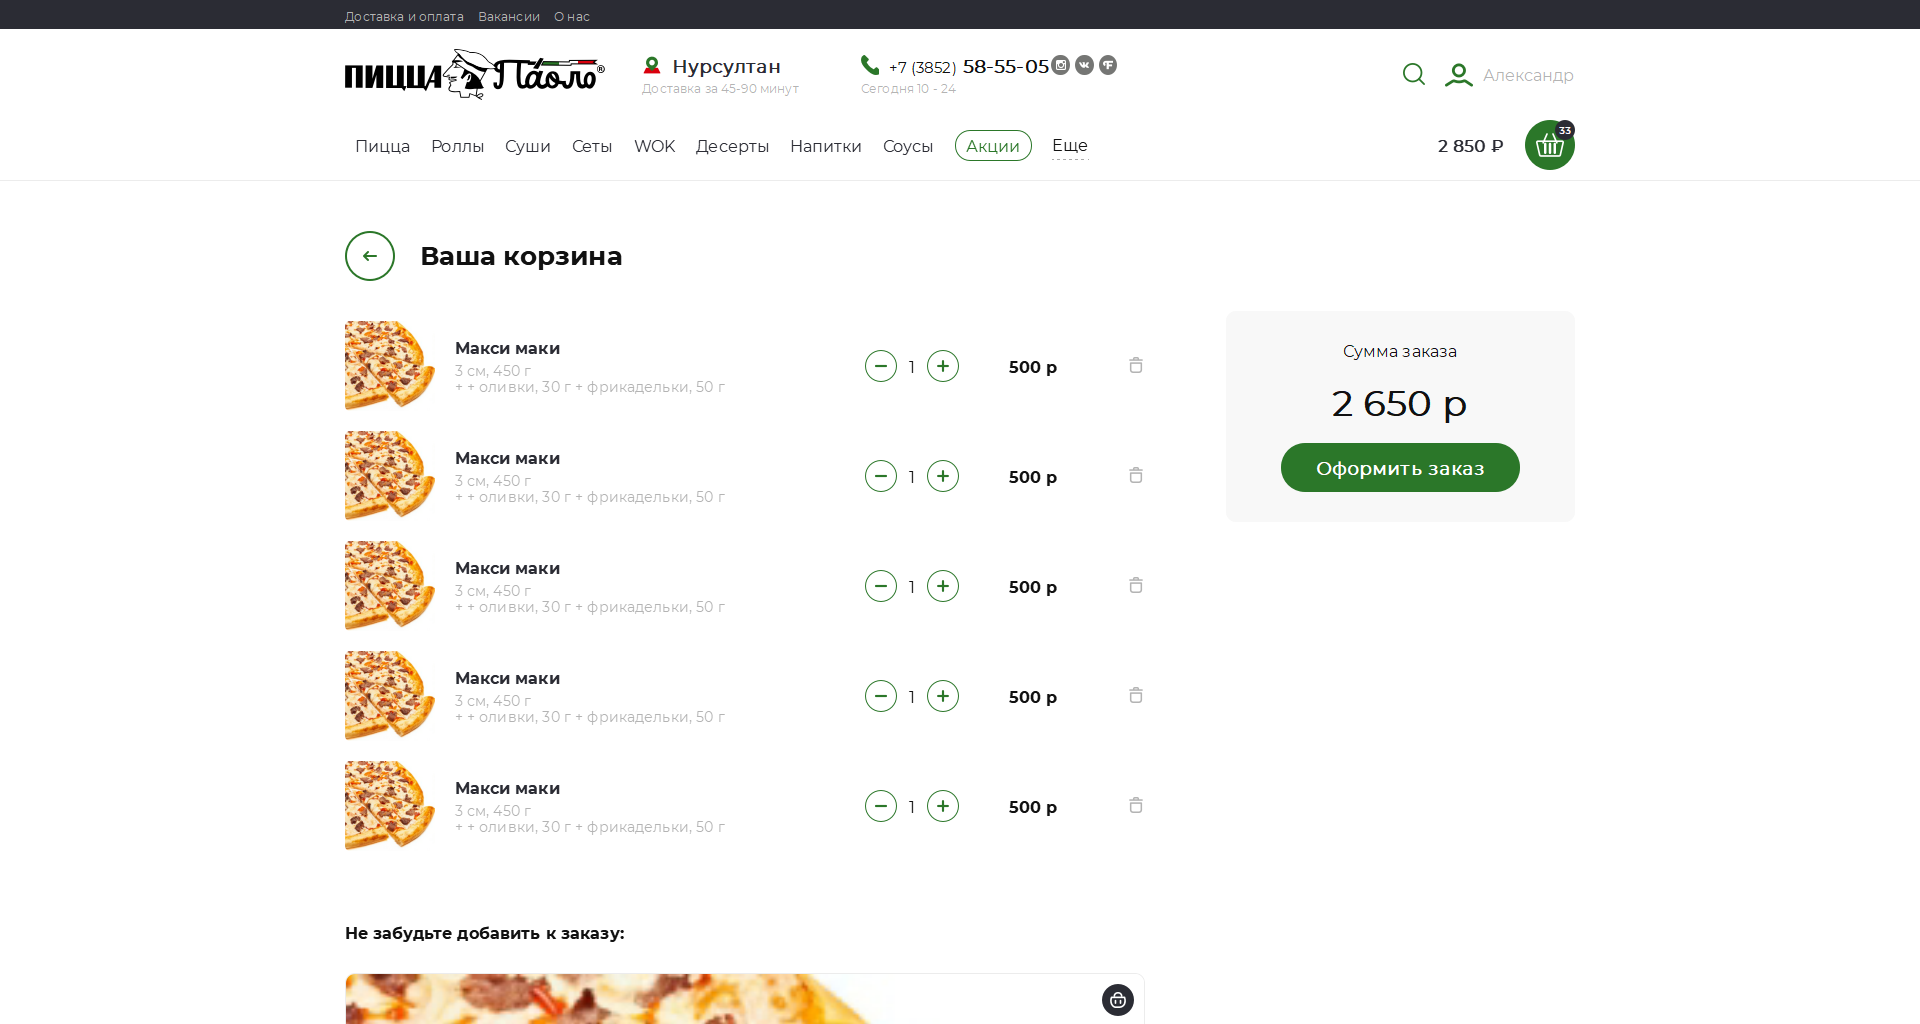 Доставка и оплата Вакансии О нас
ПИЦЦА Па́оло®
Нурсултан
Доставка за 45-90 минут
+7 (3852) 58-55-05
Сегодня 10 - 24
Александр
Пицца Роллы Суши Сеты WOK Десерты Напитки Соусы Акции Еще
2 850 ₽
33
Ваша корзина
Макси маки
3 см, 450 г
+ + оливки, 30 г + фрикадельки, 50 г
1
500 р
Макси маки
3 см, 450 г
+ + оливки, 30 г + фрикадельки, 50 г
1
500 р
Макси маки
3 см, 450 г
+ + оливки, 30 г + фрикадельки, 50 г
1
500 р
Макси маки
3 см, 450 г
+ + оливки, 30 г + фрикадельки, 50 г
1
500 р
Макси маки
3 см, 450 г
+ + оливки, 30 г + фрикадельки, 50 г
1
500 р
Сумма заказа
2 650 р
Оформить заказ
Не забудьте добавить к заказу: